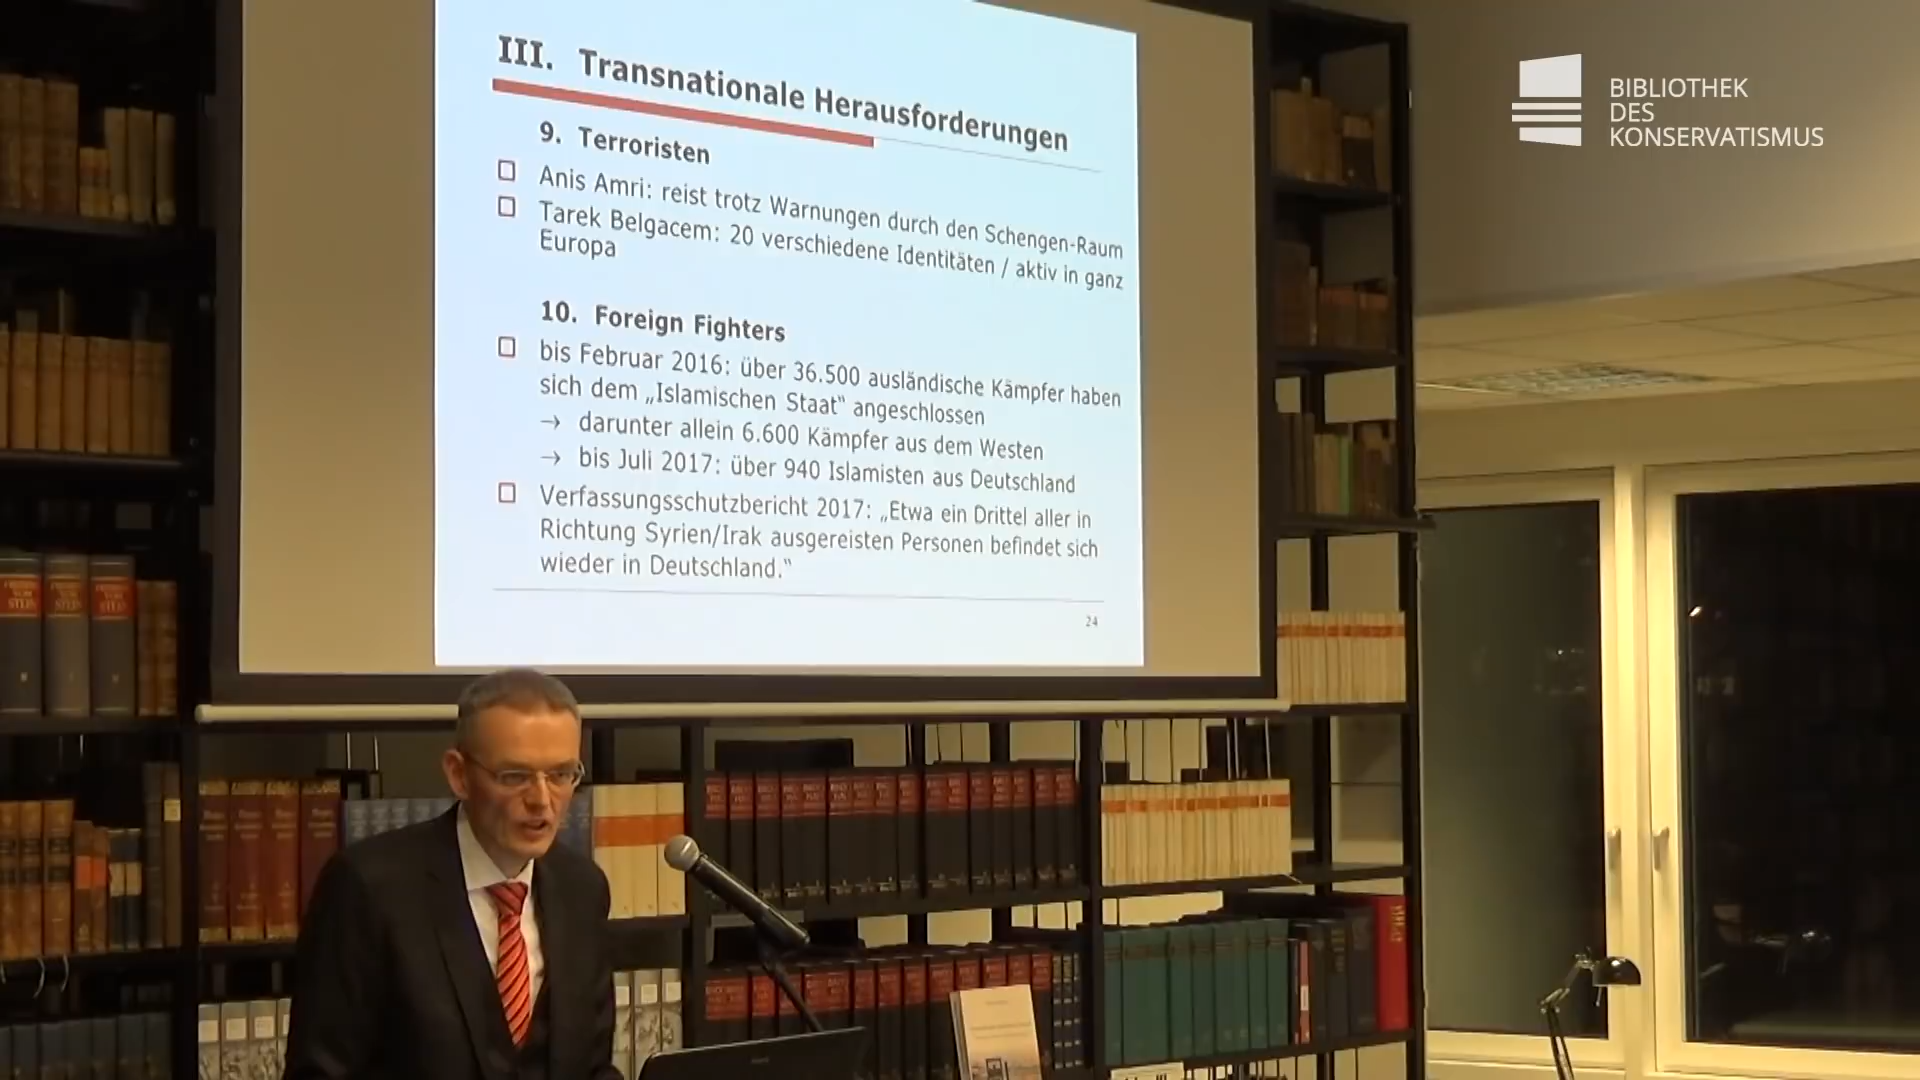 III. Transnationale Herausforderungen
9. Terroristen
Anis Amri: reist trotz Warnungen durch den Schengen-Raum
Tarek Belgacem: 20 verschiedene Identitäten / aktiv in ganz
Europa
10. Foreign Fighters
bis Februar 2016: über 36.500 ausländische Kämpfer haben
sich dem „Islamischen Staat“ angeschlossen
→ darunter allein 6.600 Kämpfer aus dem Westen
→ bis Juli 2017: über 940 Islamisten aus Deutschland
Verfassungsschutzbericht 2017: „Etwa ein Drittel aller in
Richtung Syrien/Irak ausgereisten Personen befindet sich
wieder in Deutschland.“
24
BIBLIOTHEK
DES
KONSERVATISMUS